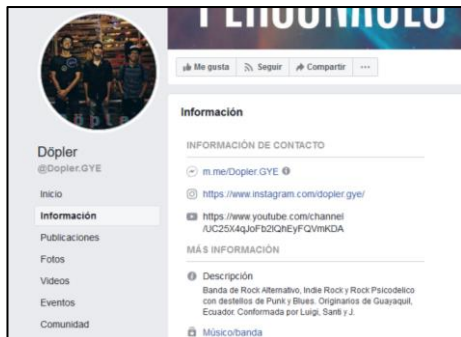 PERSONAJES
Me gusta
Seguir
Compartir
Döpler
Döpler
@Dopler.GYE
Inicio
Información
Publicaciones
Fotos
Videos
Eventos
Comunidad
Información
INFORMACIÓN DE CONTACTO
m.me/Dopler.GYE
https://www.instagram.com/dopler.gye/
https://www.youtube.com/channel
/UC25X4qJoFb2lQhEyFQVmKDA
MÁS INFORMACIÓN
Descripción
Banda de Rock Alternativo, Indie Rock y Rock Psicodelico
con destellos de Punk y Blues. Originarios de Guayaquil,
Ecuador. Conformada por Luigi, Santi y J.
Músico/banda